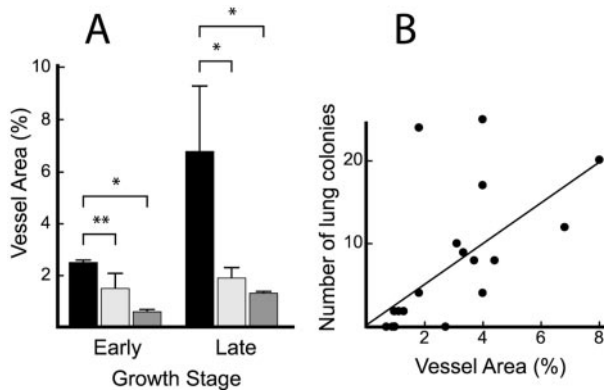 A
B
*
*
*
**
10
8
6
4
2
Vessel Area (%)
Early
Late
Growth Stage
20
10
Number of lung colonies
2
4
6
8
Vessel Area (%)